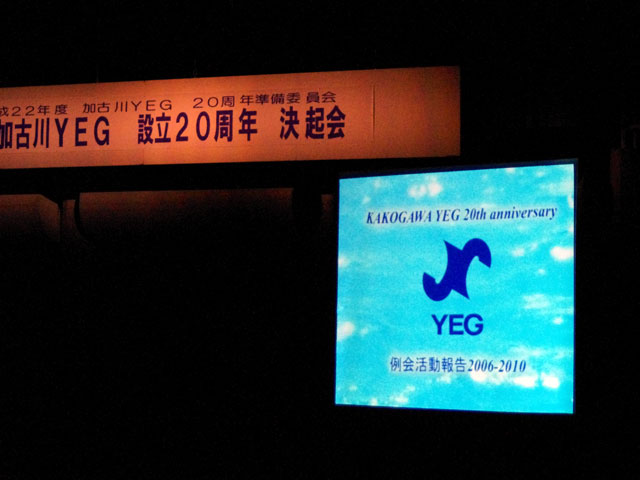 成22年度 加古川YEG 20周年準備委員会
加古川YEG 設立20周年 決起会
KAKOGAWA YEG 20th anniversary
YEG
例会活動報告2006-2010